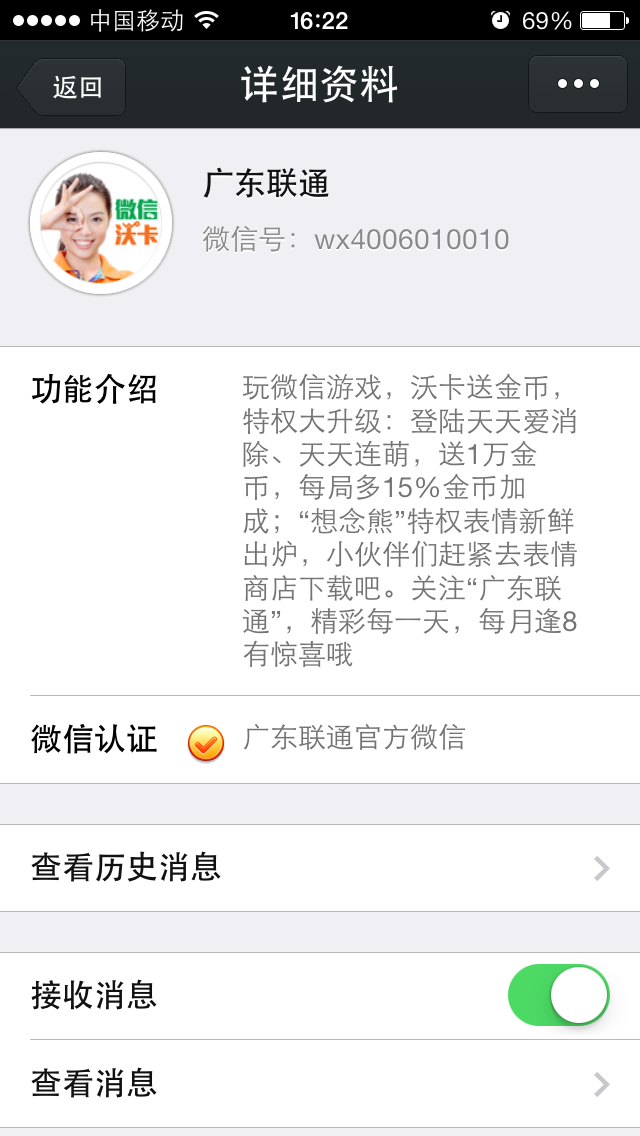 中国移动 16:22 69%
返回 详细资料
微信
沃卡
广东联通
微信号：wx4006010010
功能介绍
玩微信游戏，沃卡送金币，
特权大升级：登陆天天爱消
除、天天连萌，送1万金
币，每局多15%金币加
成；“想念熊”特权表情新鲜
出炉，小伙伴们赶紧去表情
商店下载吧。关注“广东联
通”，精彩每一天，每月逢8
有惊喜哦
微信认证 广东联通官方微信
查看历史消息
接收消息
查看消息